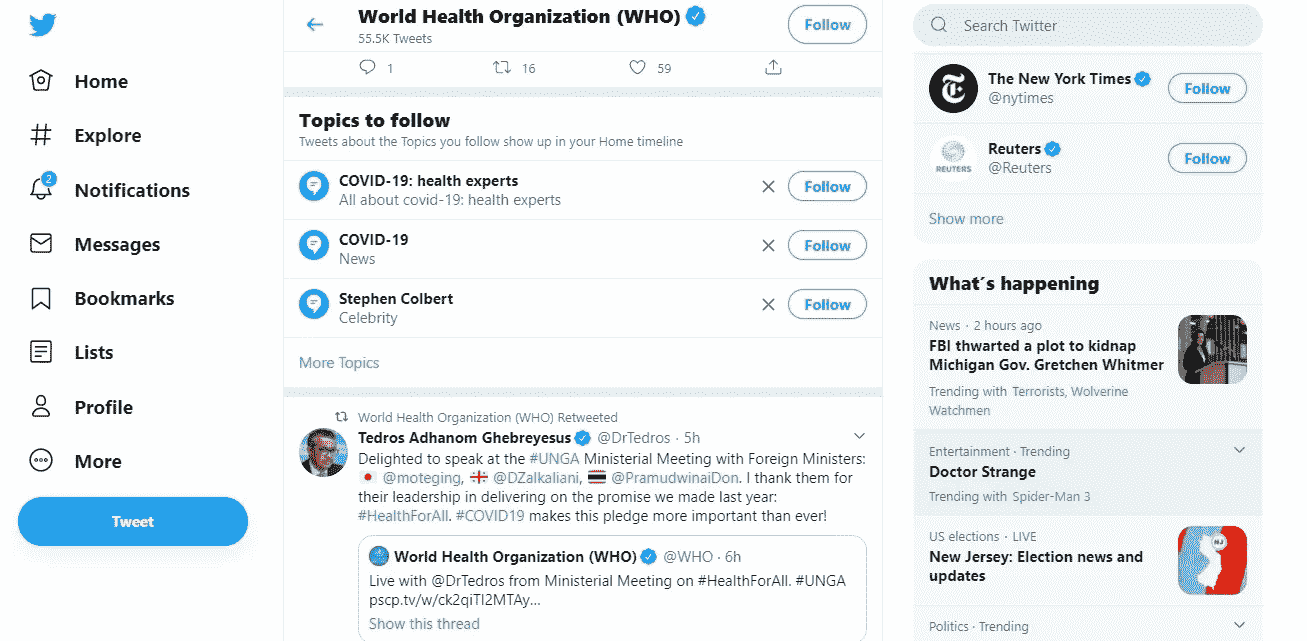 Home
Explore
2
Notifications
Messages
Bookmarks
Lists
Profile
More
Tweet
World Health Organization (WHO)
55.5K Tweets
Follow
1
16
59
Topics to follow
Tweets about the Topics you follow show up in your Home timeline
COVID-19: health experts
All about covid-19: health experts
Follow
COVID-19
News
Follow
Stephen Colbert
Celebrity
Follow
More Topics
World Health Organization (WHO) Retweeted
Tedros Adhanom Ghebreyesus @DrTedros · 5h
Delighted to speak at the #UNGA Ministerial Meeting with Foreign Ministers:
@moteging, @DZalkaliani, @PramudwinaiDon. I thank them for
their leadership in delivering on the promise we made last year:
#HealthForAll. #COVID19 makes this pledge more important than ever!
World Health Organization (WHO) @WHO · 6h
Live with @DrTedros from Ministerial Meeting on #HealthForAll. #UNGA
pscp.tv/w/ck2qiTI2MTAy...
Show this thread
Search Twitter
The New York Times
@nytimes
Follow
REUTERS
Reuters
@Reuters
Follow
Show more
What´s happening
News · 2 hours ago
FBI thwarted a plot to kidnap
Michigan Gov. Gretchen Whitmer
Trending with Terrorists, Wolverine
Watchmen
Entertainment · Trending
Doctor Strange
Trending with Spider-Man 3
US elections · LIVE
New Jersey: Election news and
updates
NJ
Politics · Trending